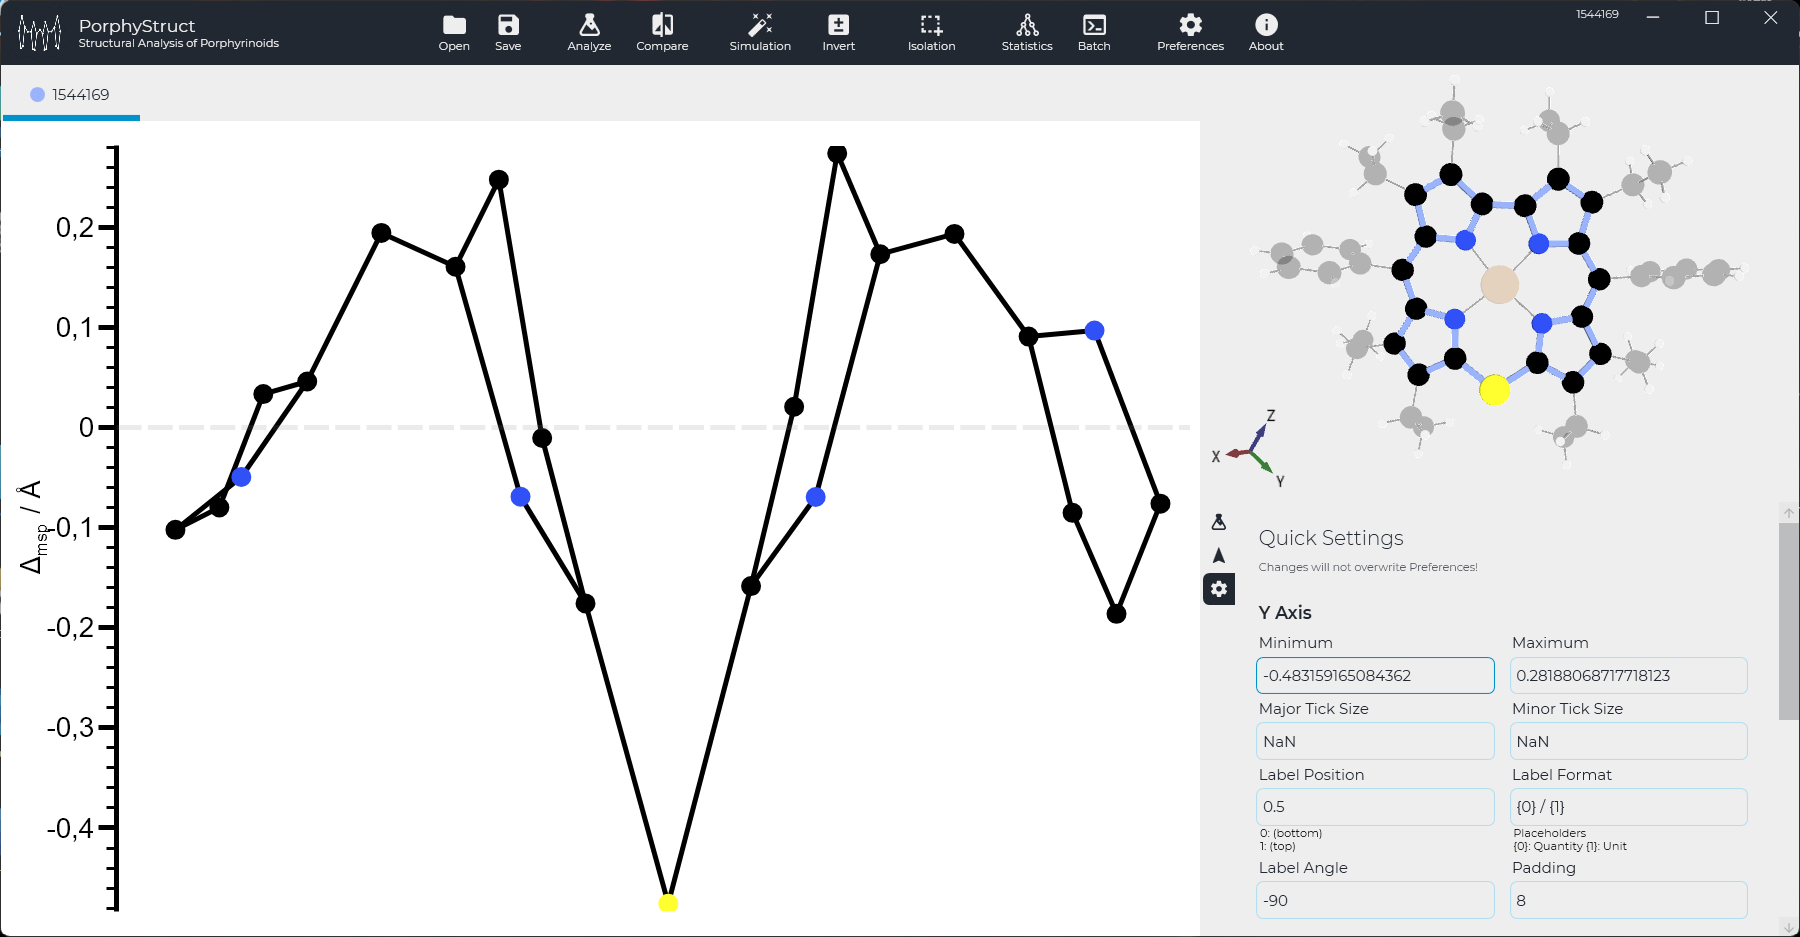 PorphyStruct
Structural Analysis of Porphyrinoids
Open
Save
Analyze
Compare
Simulation
Invert
Isolation
Statistics
Batch
Preferences
About
1544169
1544169
0,2
0,1
0
-0,1
-0,2
-0,3
-0,4
Δmsp / Å
Z
X
Y
Quick Settings
Changes will not overwrite Preferences!
Y Axis
Minimum
Maximum
-0.483159165084362
0.28188068717718123
Major Tick Size
Minor Tick Size
NaN
NaN
Label Position
Label Format
0.5
{0} / {1}
0: (bottom)
1: (top)
Placeholders
{0}: Quantity {1}: Unit
Label Angle
Padding
-90
8